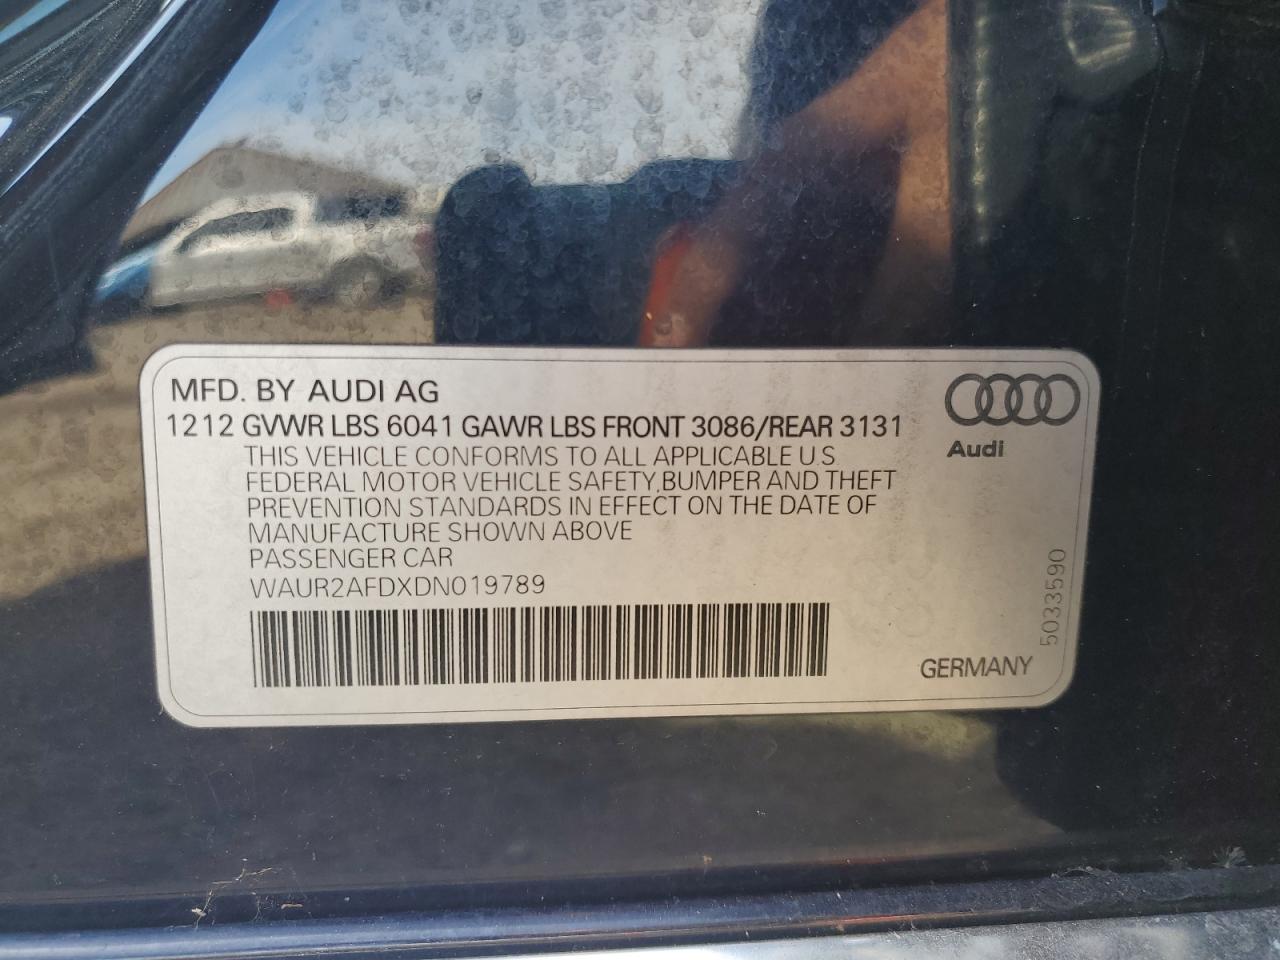 MFD. BY AUDI AG
1212 GVWR LBS 6041 GAWR LBS FRONT 3086/REAR 3131
THIS VEHICLE CONFORMS TO ALL APPLICABLE U.S
FEDERAL MOTOR VEHICLE SAFETY,BUMPER AND THEFT
PREVENTION STANDARDS IN EFFECT ON THE DATE OF
MANUFACTURE SHOWN ABOVE
PASSENGER CAR
WAUR2AFDXDN019789
Audi
5033590
GERMANY